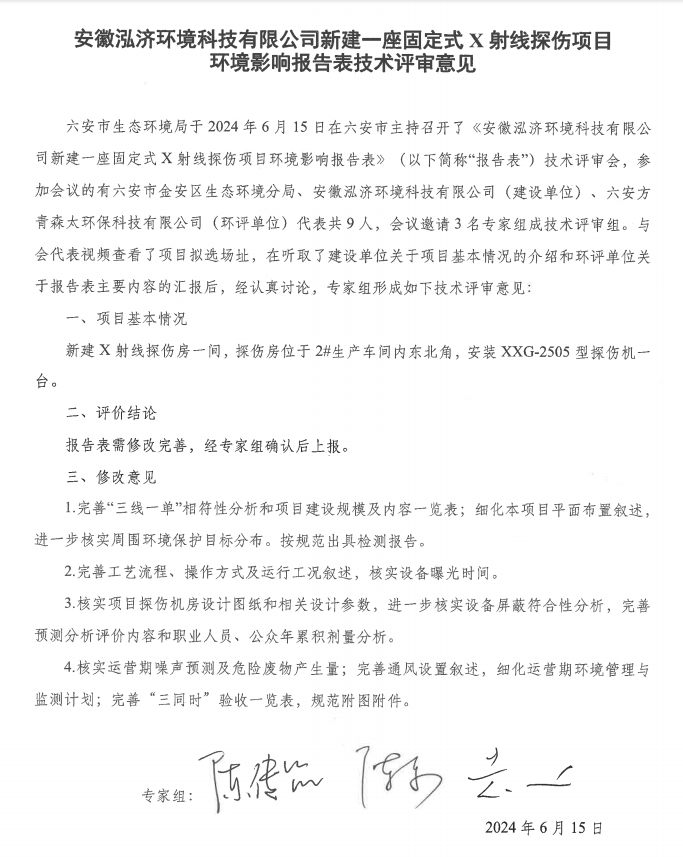 安徽泓济环境科技有限公司新建一座固定式 X 射线探伤项目
环境影响报告表技术评审意见
六安市生态环境局于 2024 年 6 月 15 日在六安市主持召开了《安徽泓济环境科技有限公
司新建一座固定式 X 射线探伤项目环境影响报告表》（以下简称“报告表”）技术评审会，参
加会议的有六安市金安区生态环境分局、安徽泓济环境科技有限公司（建设单位）、六安方
青森太环保科技有限公司（环评单位）代表共 9 人，会议邀请 3 名专家组成技术评审组。与
会代表视频查看了项目拟选场址，在听取了建设单位关于项目基本情况的介绍和环评单位关
于报告表主要内容的汇报后，经认真讨论，专家组形成如下技术评审意见：
一、项目基本情况
新建 X 射线探伤房一间，探伤房位于 2#生产车间内东北角，安装 XXG-2505 型探伤机一
台。
二、评价结论
报告表需修改完善，经专家组确认后上报。
三、修改意见
1.完善“三线一单”相符性分析和项目建设规模及内容一览表；细化本项目平面布置叙述，
进一步核实周围环境保护目标分布。按规范出具检测报告。
2.完善工艺流程、操作方式及运行工况叙述，核实设备曝光时间。
3.核实项目探伤机房设计图纸和相关设计参数，进一步核实设备屏蔽符合性分析，完善
预测分析评价内容和职业人员、公众年累积剂量分析。
4.核实运营期噪声预测及危险废物产生量；完善通风设置叙述，细化运营期环境管理与
监测计划；完善“三同时”验收一览表，规范附图附件。
专家组：
2024 年 6 月 15 日